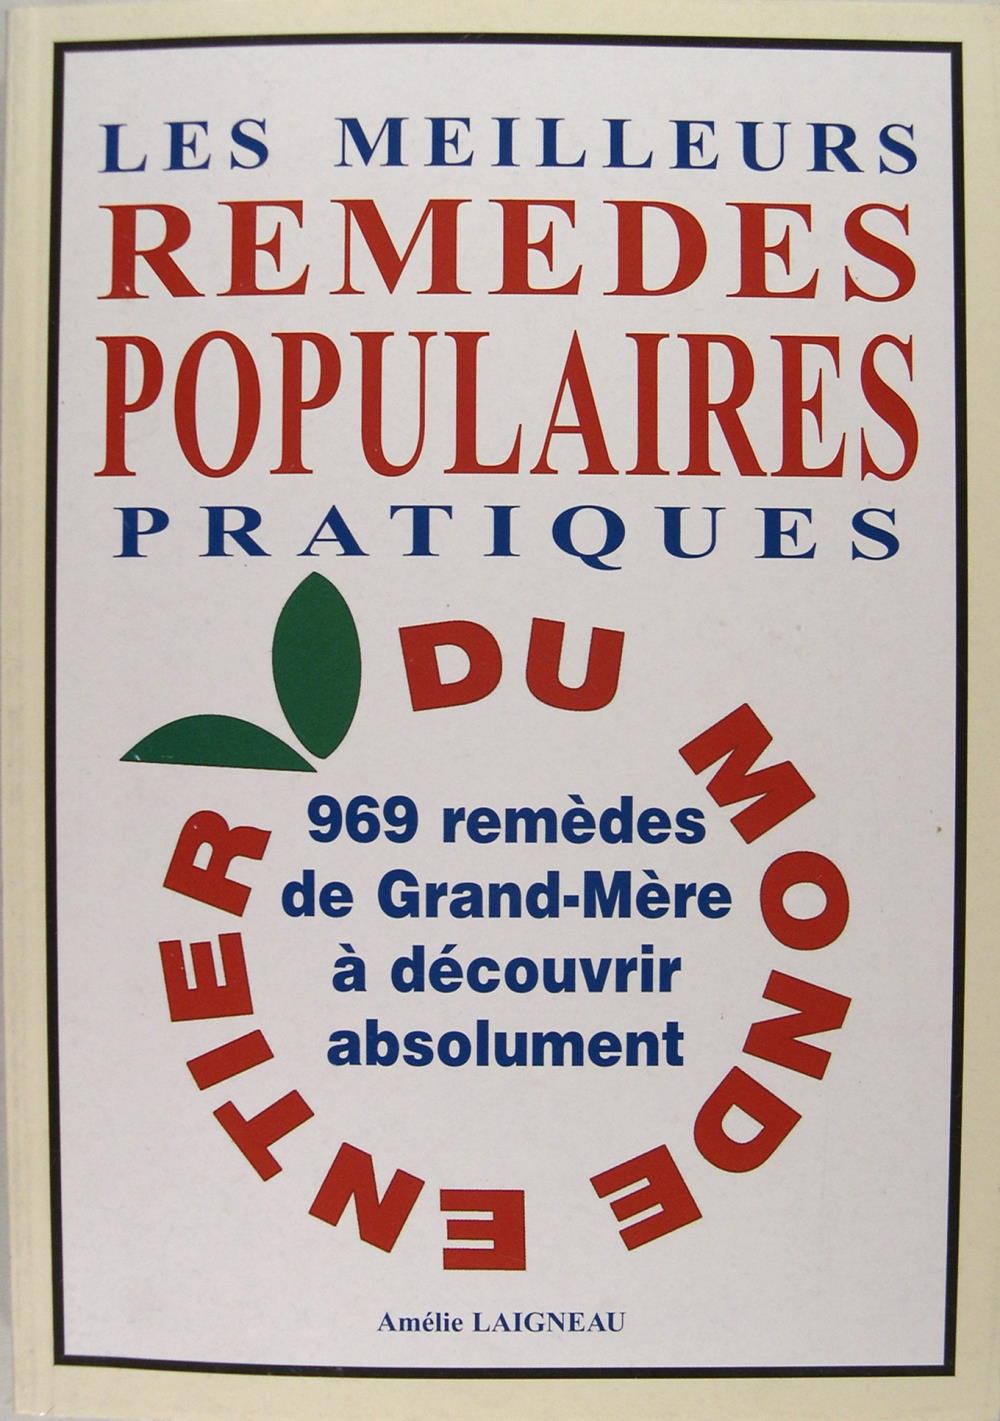 LES MEILLEURS
REMEDES
POPULAIRES
PRATIQUES
DU MONDE ENTIER
969 remèdes
de Grand-Mère
à découvrir
absolument
Amélie LAIGNEAU